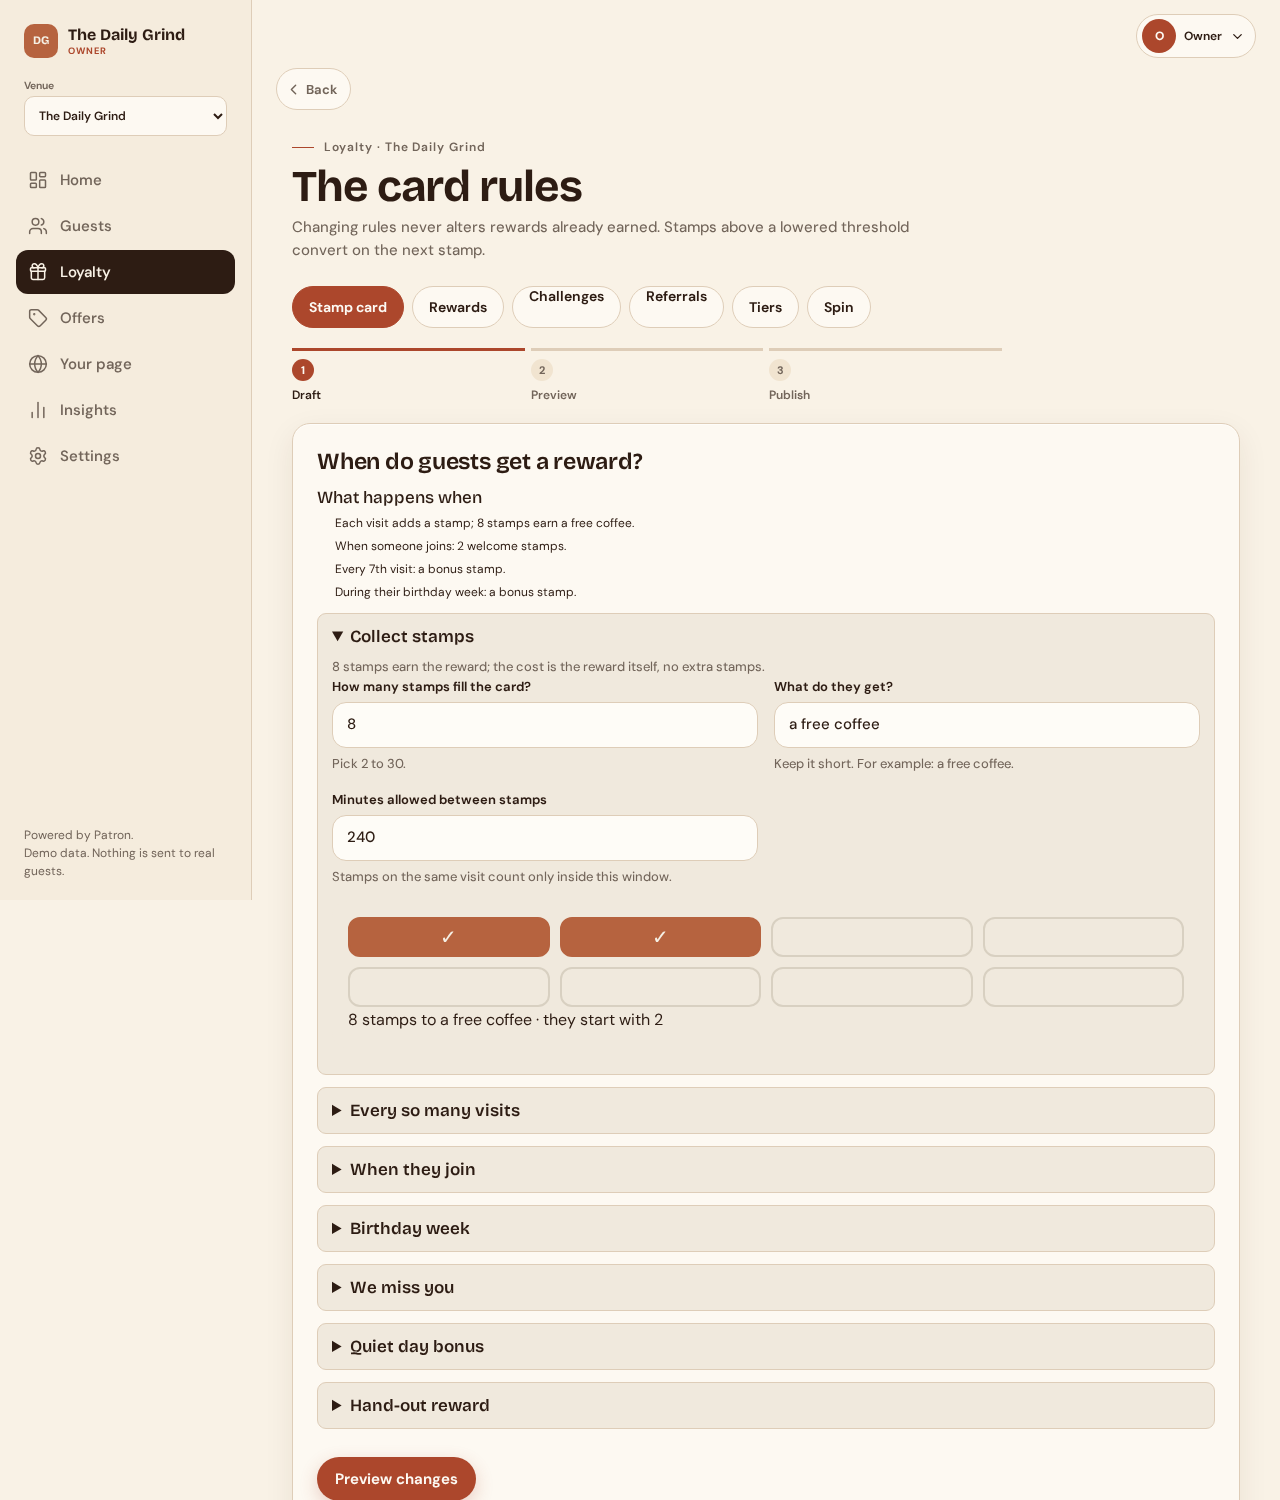 DG
The Daily Grind
OWNER
Venue
The Daily Grind
Home
Guests
Loyalty
Offers
Your page
Insights
Settings
Powered by Patron.
Demo data. Nothing is sent to real
guests.
O
Owner
Back
Loyalty · The Daily Grind
The card rules
Changing rules never alters rewards already earned. Stamps above a lowered threshold
convert on the next stamp.
Stamp card
Rewards
Challenges
Referrals
Tiers
Spin
1
Draft
2
Preview
3
Publish
When do guests get a reward?
What happens when
Each visit adds a stamp; 8 stamps earn a free coffee.
When someone joins: 2 welcome stamps.
Every 7th visit: a bonus stamp.
During their birthday week: a bonus stamp.
Collect stamps
8 stamps earn the reward; the cost is the reward itself, no extra stamps.
How many stamps fill the card?
8
Pick 2 to 30.
What do they get?
a free coffee
Keep it short. For example: a free coffee.
Minutes allowed between stamps
240
Stamps on the same visit count only inside this window.
✓
✓
8 stamps to a free coffee · they start with 2
Every so many visits
When they join
Birthday week
We miss you
Quiet day bonus
Hand-out reward
Preview changes